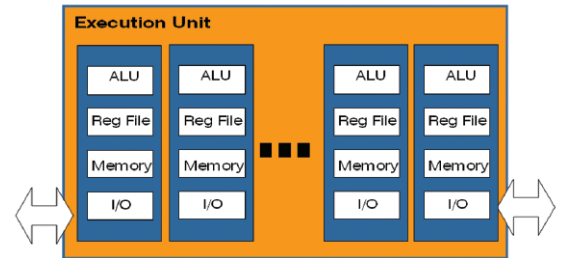 Execution Unit
ALU ALU ALU ALU
Reg File Reg File Reg File Reg File
Memory Memory Memory Memory
I/O I/O I/O I/O